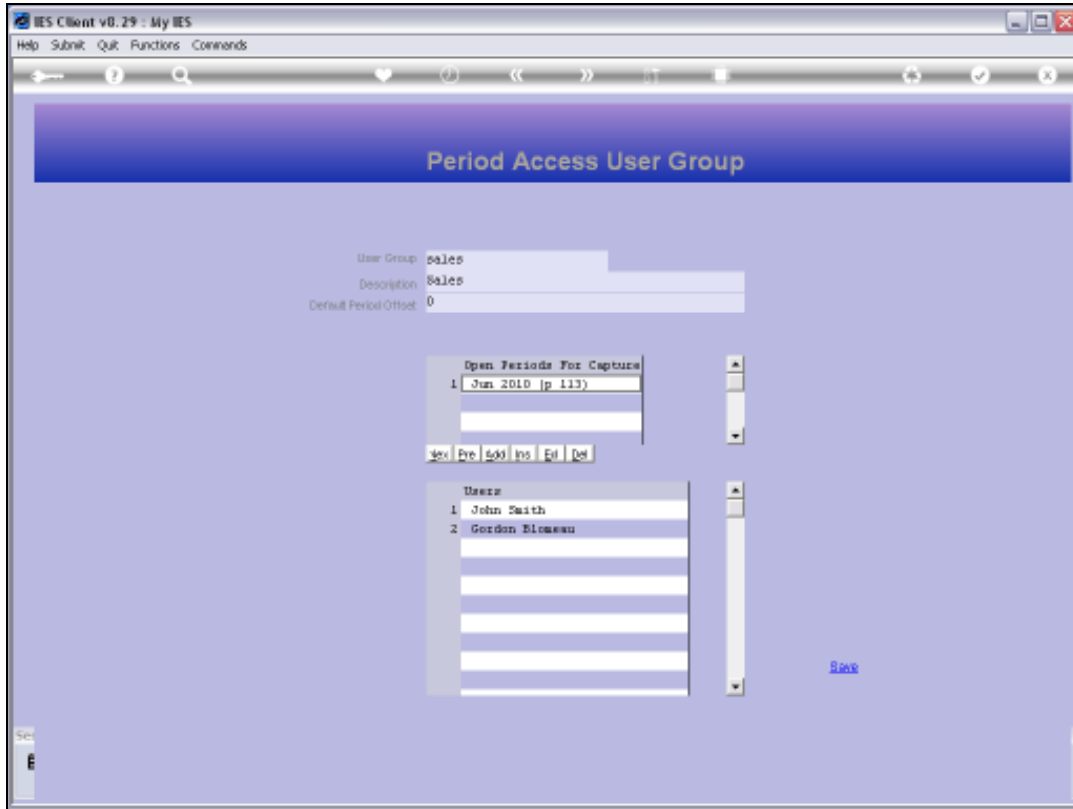 IES Client v8.29 : My IES
Help Submit Quit Functions Commands
Period Access User Group
User Group sales
Description Sales
Default Period Offset 0
Open Periods For Capture
1 Jun 2010 (p 113)
Nex Pre Add Ins Edi Del
Users
1 John Smith
2 Gordon Blomeau
Save